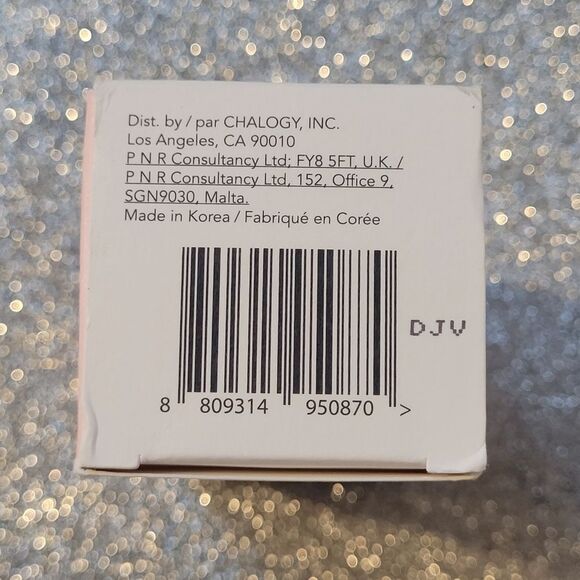 Dist. by / par CHALOGY, INC.
Los Angeles, CA 90010
P N R Consultancy Ltd; FY8 5FT, U.K. /
P N R Consultancy Ltd, 152, Office 9,
SGN9030, Malta.
Made in Korea / Fabriqué en Corée
DJV
8 809314 950870 >